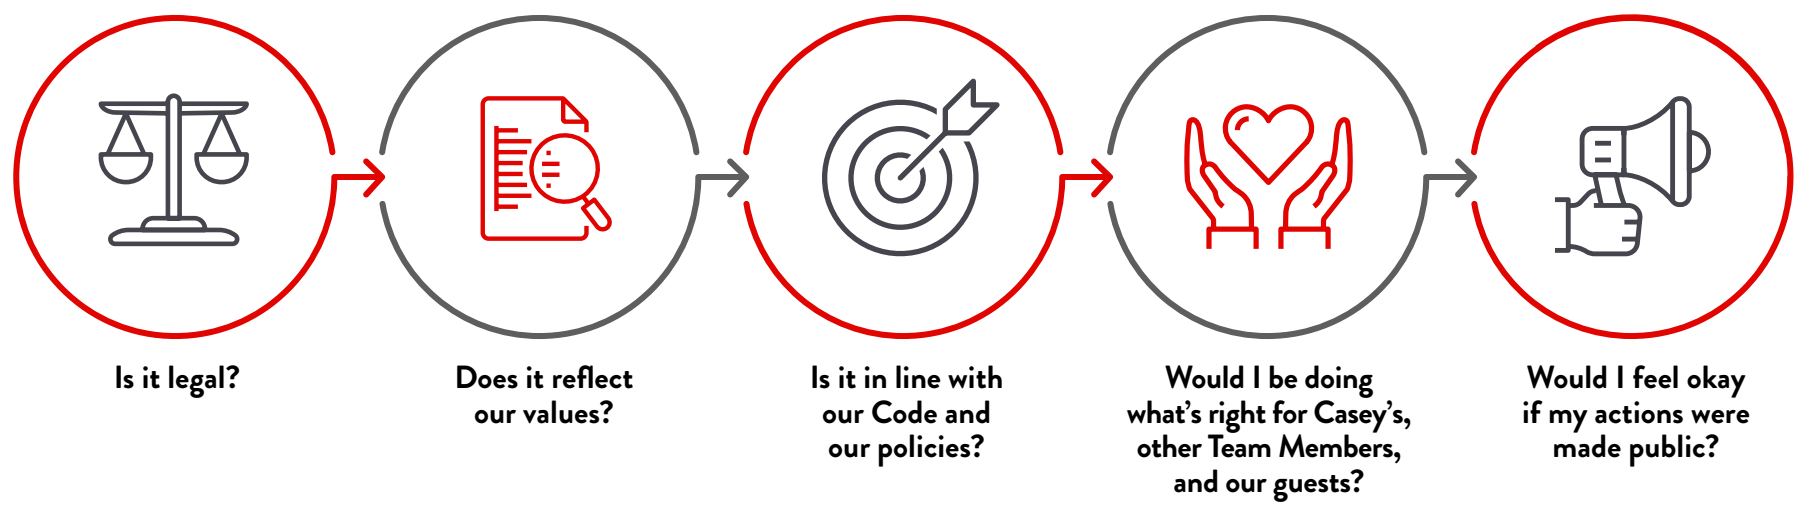 Is it legal?
Does it reflect
our values?
Is it in line with
our Code and
our policies?
Would I be doing
what's right for Casey's,
other Team Members,
and our guests?
Would I feel okay
if my actions were
made public?